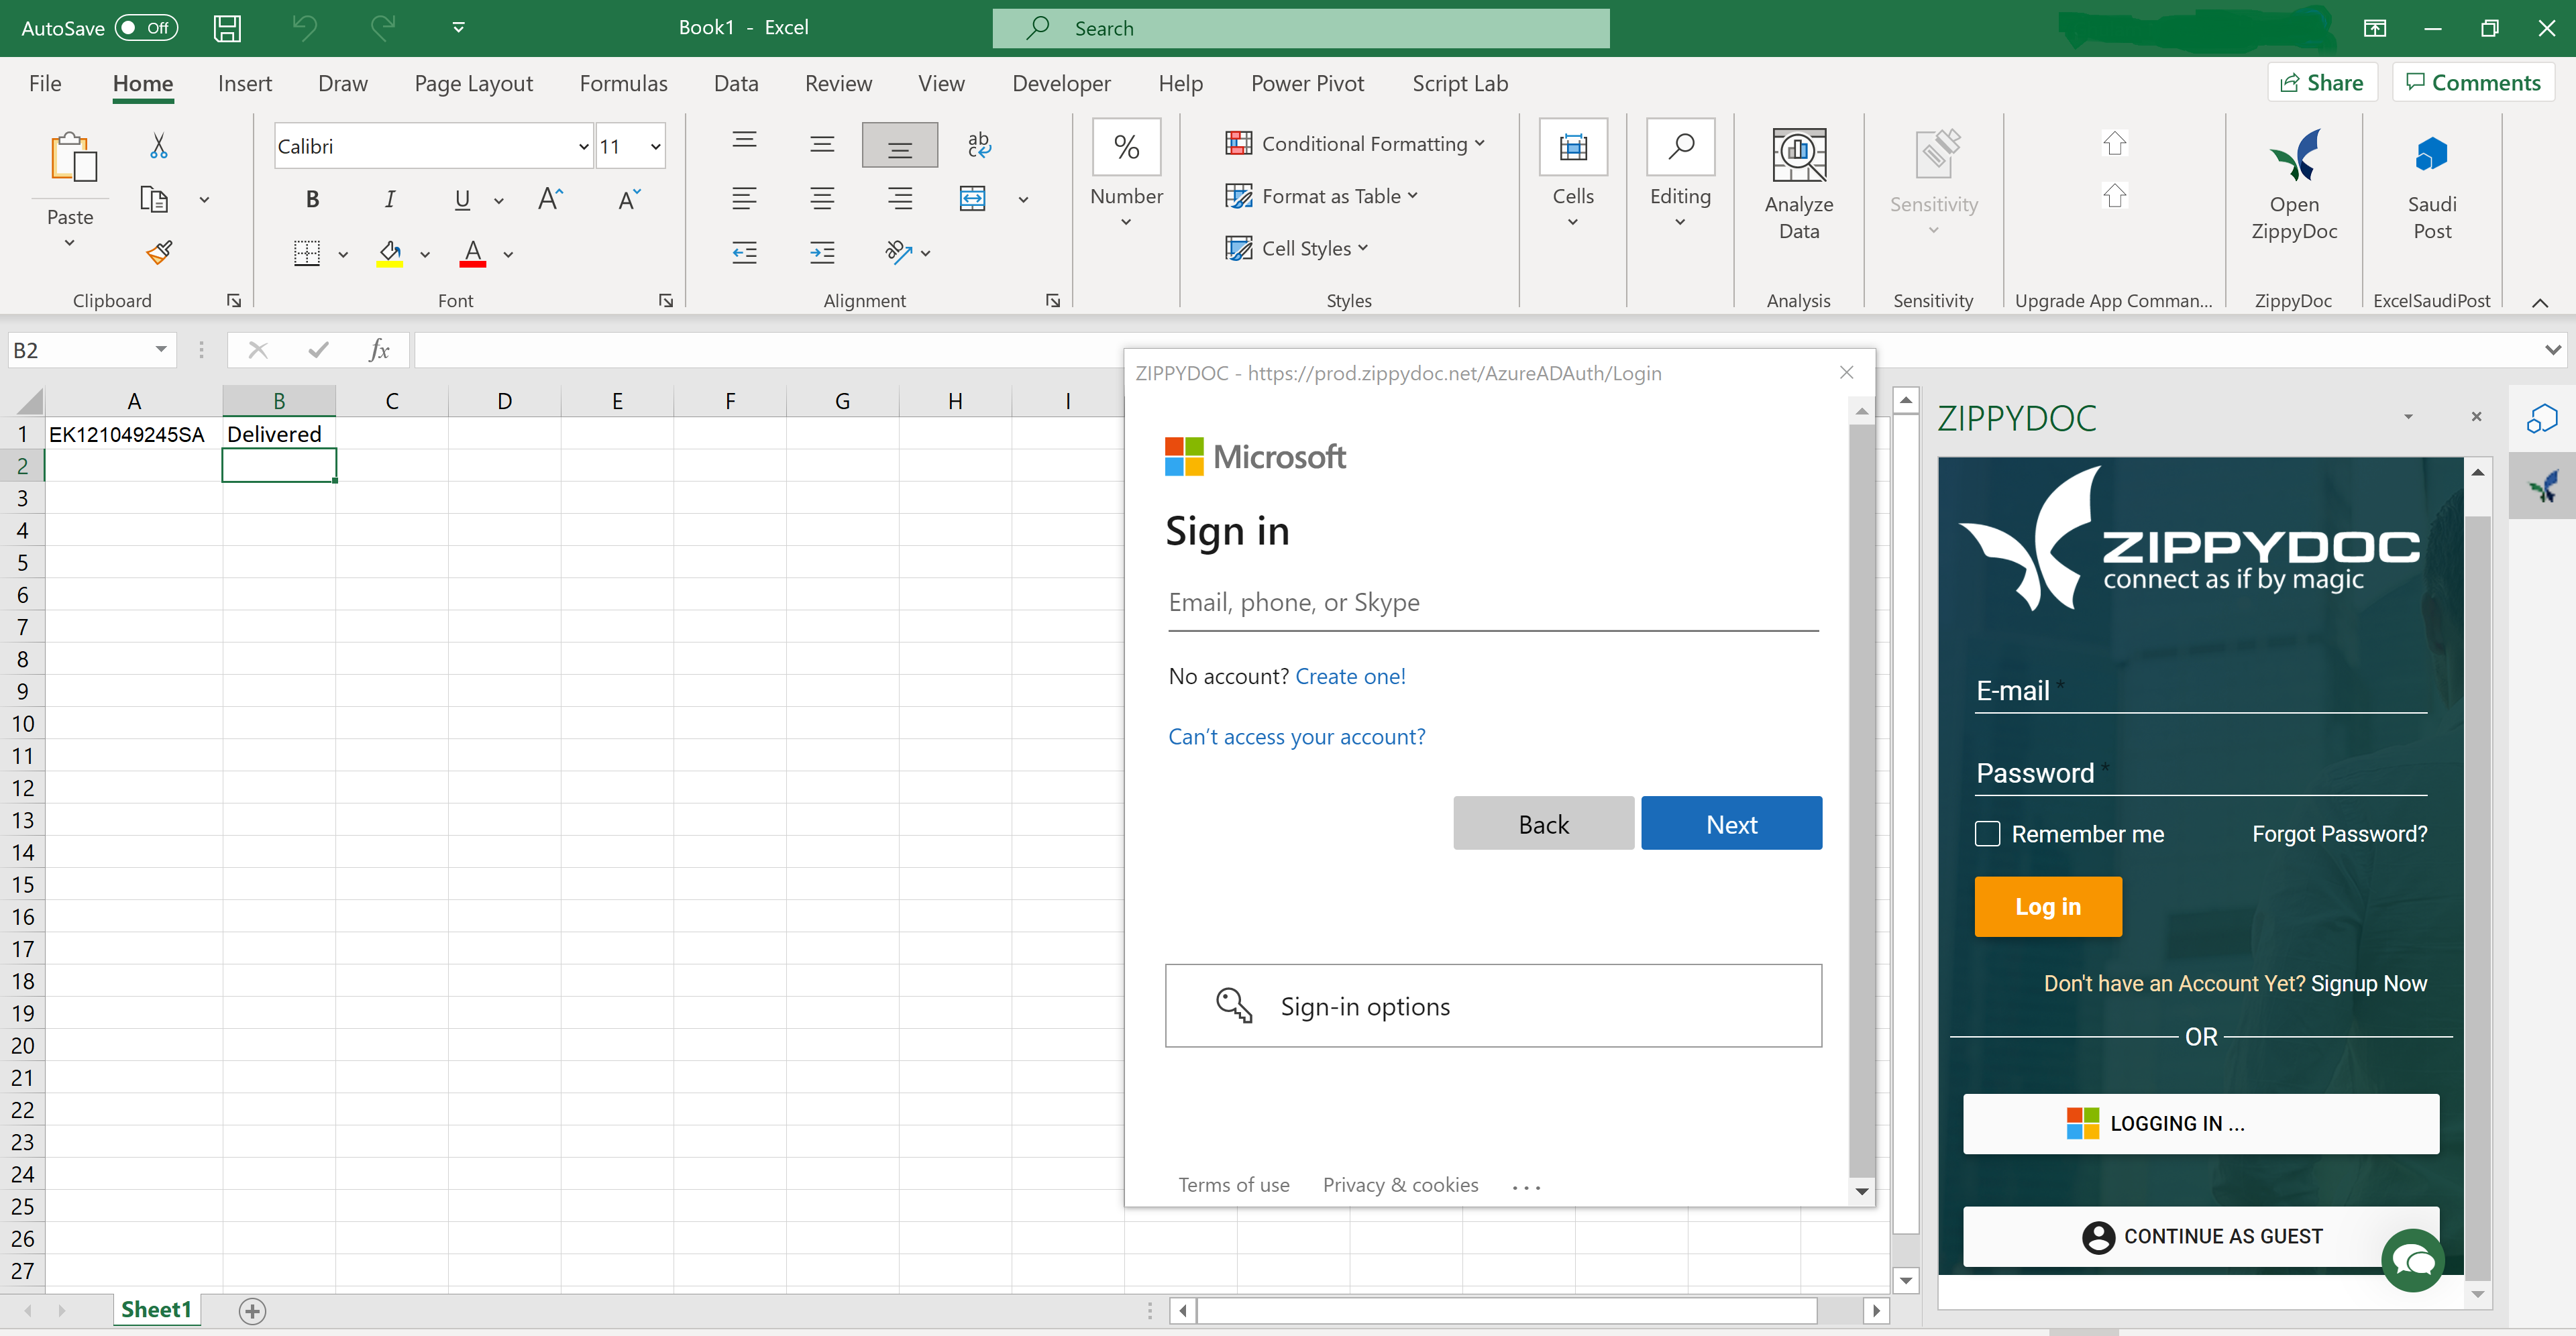 AutoSave Off
Book1 - Excel
Search
File Home Insert Draw Page Layout Formulas Data Review View Developer Help Power Pivot Script Lab
Share Comments
Paste
Clipboard
Calibri 11
B I U A A
A
Font
ab
c
ab
Alignment
%
Number
Conditional Formatting
Format as Table
Cell Styles
Styles
Cells
Editing
Analyze
Data
Analysis
Sensitivity
Sensitivity
Upgrade App Comman...
Open
ZippyDoc
ZippyDoc
Saudi
Post
ExcelSaudiPost
B2
fx
A B C D E F G H I
1 EK121049245SA Delivered
2
3
4
5
6
7
8
9
10
11
12
13
14
15
16
17
18
19
20
21
22
23
24
25
26
27
Sheet1
ZIPPYDOC - https://prod.zippydoc.net/AzureADAuth/Login
Microsoft
Sign in
Email, phone, or Skype
No account? Create one!
Can't access your account?
Back Next
Sign-in options
Terms of use Privacy & cookies ...
ZIPPYDOC
ZIPPYDOC
connect as if by magic
E-mail *
Password *
Remember me Forgot Password?
Log in
Don't have an Account Yet? Signup Now
OR
LOGGING IN ...
CONTINUE AS GUEST